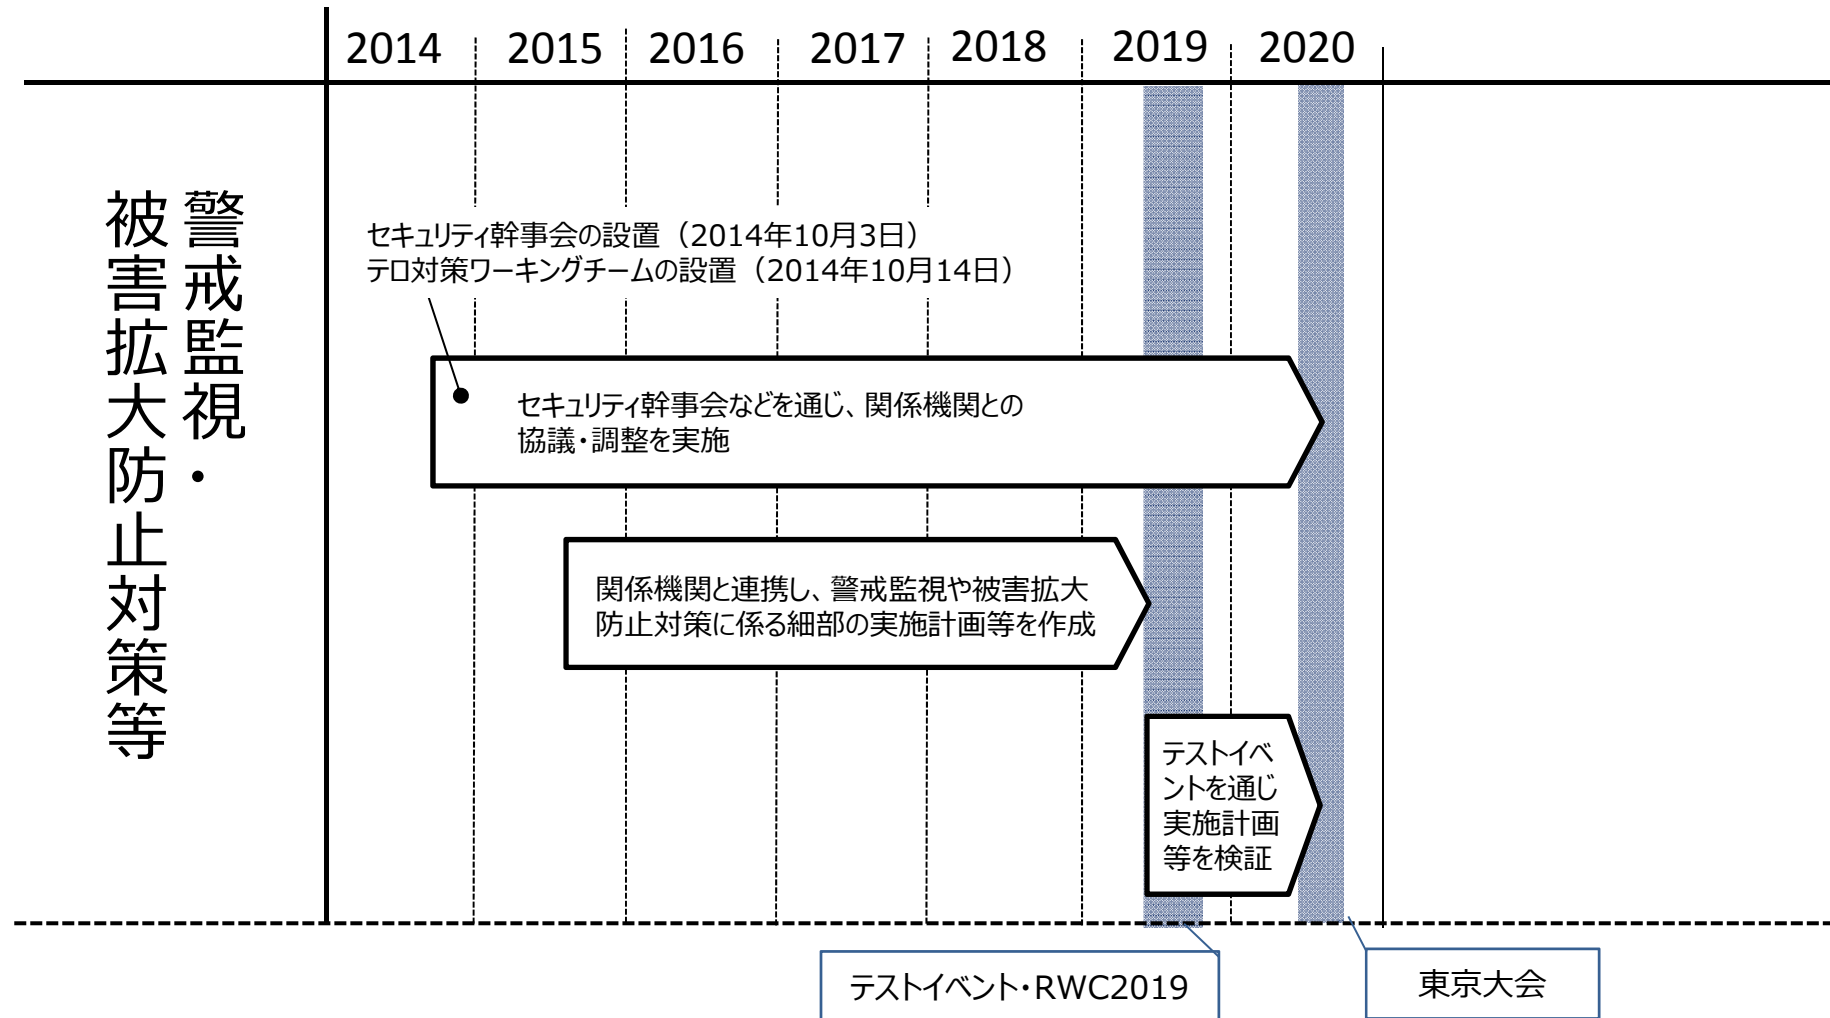 2014 2015 2016 2017 2018 2019 2020
警戒監視・
被害拡大防止対策等
セキュリティ幹事会の設置（2014年10月3日）
テロ対策ワーキングチームの設置（2014年10月14日）
セキュリティ幹事会などを通じ、関係機関との
協議・調整を実施
関係機関と連携し、警戒監視や被害拡大
防止対策に係る細部の実施計画等を作成
テストイベ
ントを通じ
実施計画
等を検証
テストイベント・RWC2019
東京大会